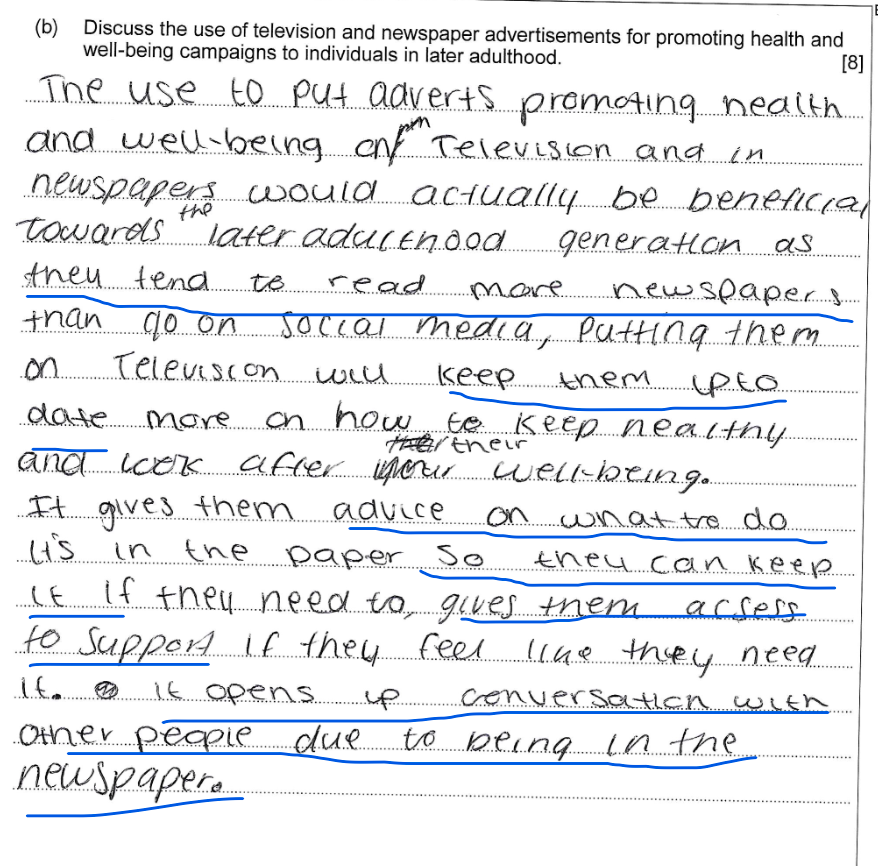 (b) Discuss the use of television and newspaper advertisements for promoting health and
well-being campaigns to individuals in later adulthood.
[8]
The use to put adverts promoting health
and well-being on Television and in
newspapers would actually be beneficial
towards the later adulthood generation as
they tend to read more newspapers
than go on social media, Putting them
on Television will keep them upto
date more on how to keep healthy
and look after their well-being.
It gives them advice on what to do
It's in the paper so they can keep
it if they need to, gives them access
to support if they feel like they need
it. it opens up conversation with
other people due to being in the
newspaper.